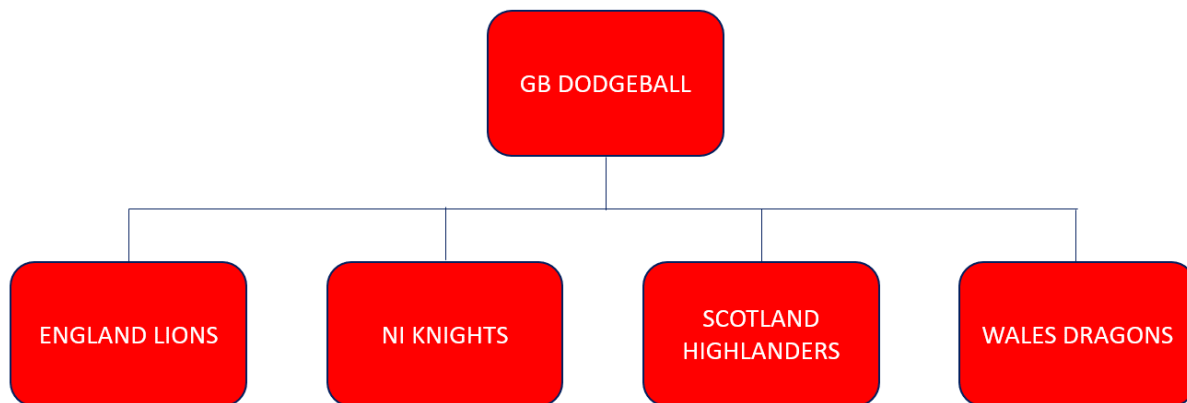 GB DODGEBALL
ENGLAND LIONS
NI KNIGHTS
SCOTLAND
HIGHLANDERS
WALES DRAGONS